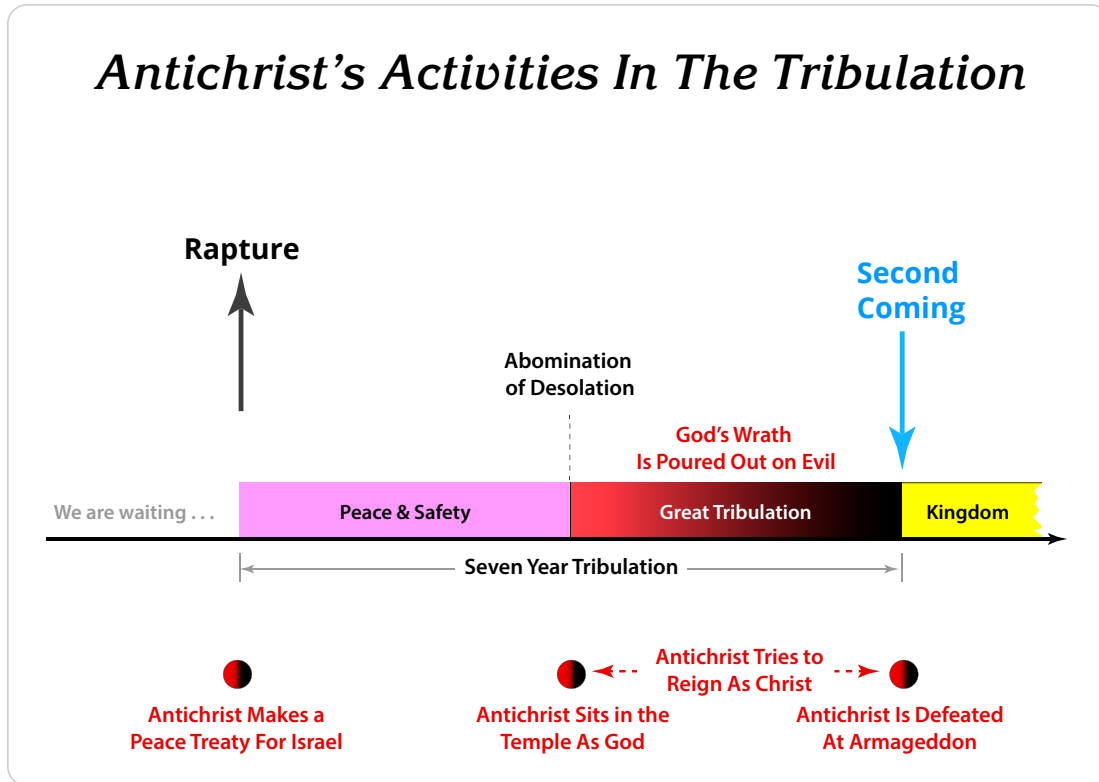 Antichrist's Activities In The Tribulation
Rapture
Second
Coming
Abomination
of Desolation
God's Wrath
Is Poured Out on Evil
We are waiting . . .
Peace & Safety
Great Tribulation
Kingdom
Seven Year Tribulation
Antichrist Tries to
Reign As Christ
Antichrist Makes a
Peace Treaty For Israel
Antichrist Sits in the
Temple As God
Antichrist Is Defeated
At Armageddon